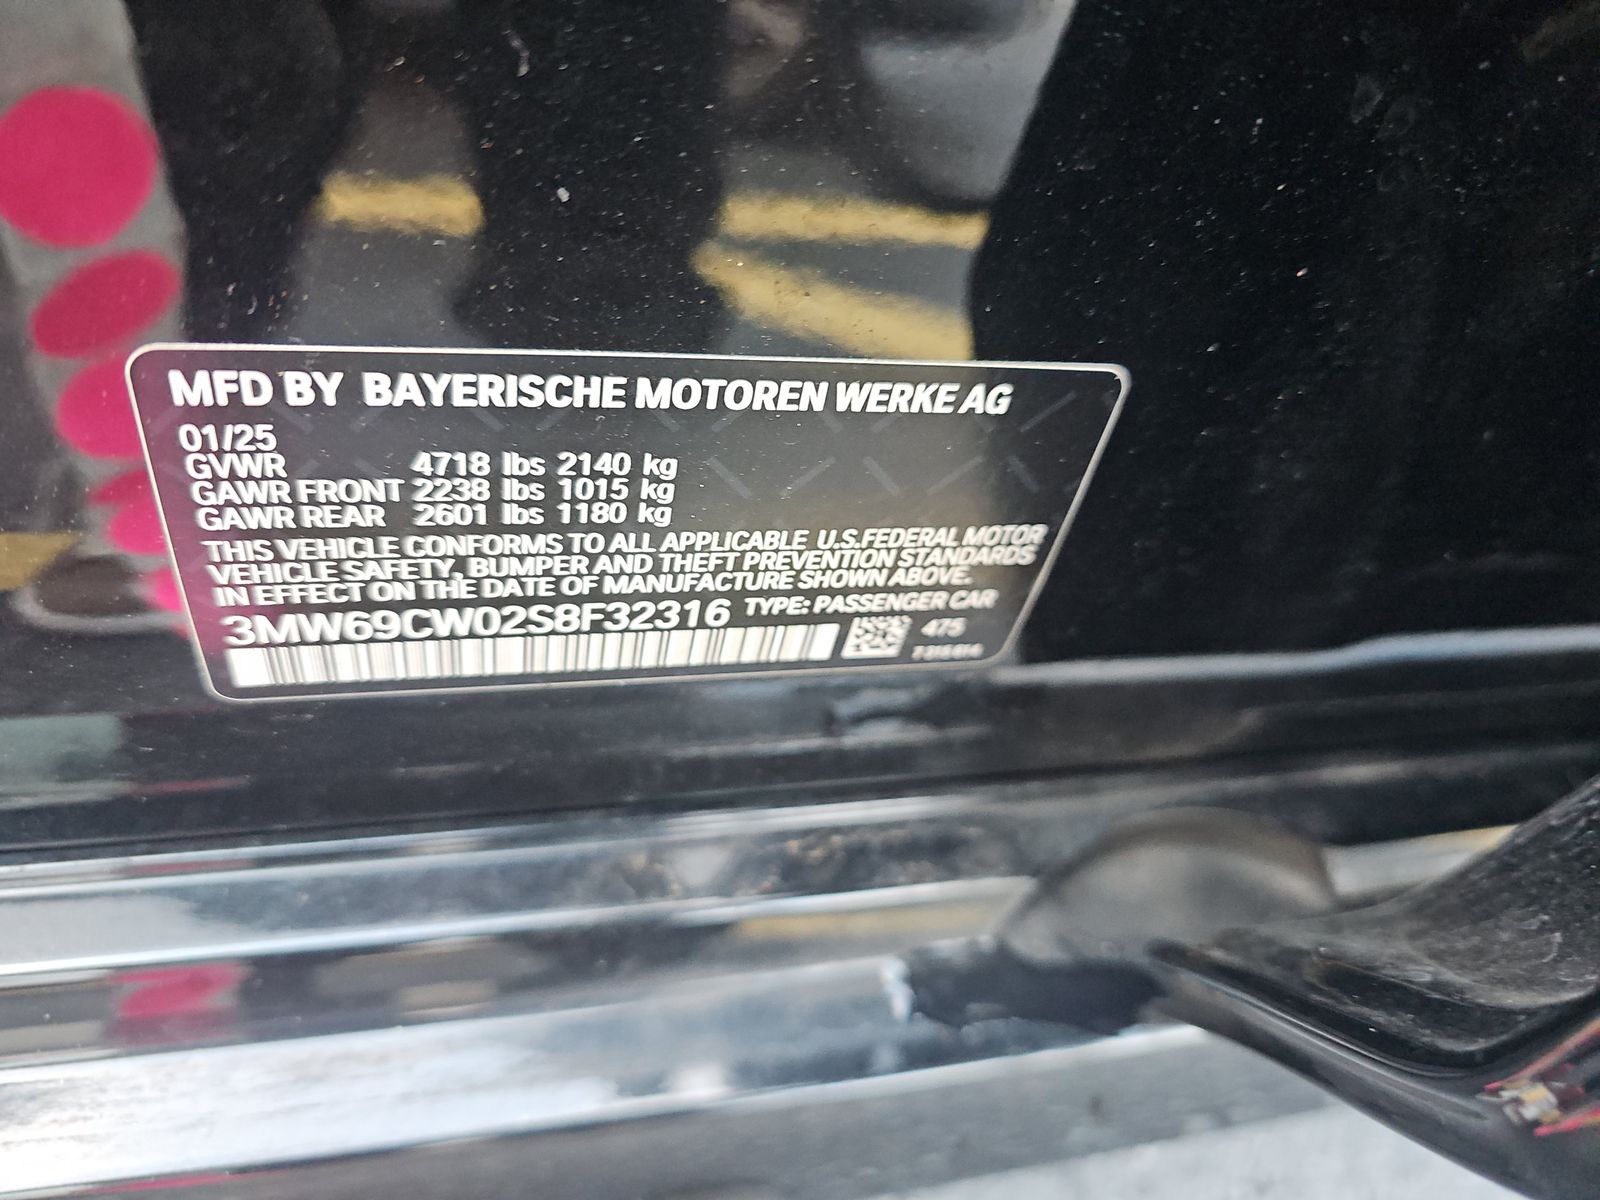 MFD BY BAYERISCHE MOTOREN WERKE AG
01/25
GVWR 4718 lbs 2140 kg
GAWR FRONT 2238 lbs 1015 kg
GAWR REAR 2601 lbs 1180 kg
THIS VEHICLE CONFORMS TO ALL APPLICABLE U.S.FEDERAL MOTOR
VEHICLE SAFETY, BUMPER AND THEFT PREVENTION STANDARDS
IN EFFECT ON THE DATE OF MANUFACTURE SHOWN ABOVE.
3MW69CW02S8F32316 TYPE: PASSENGER CAR
475